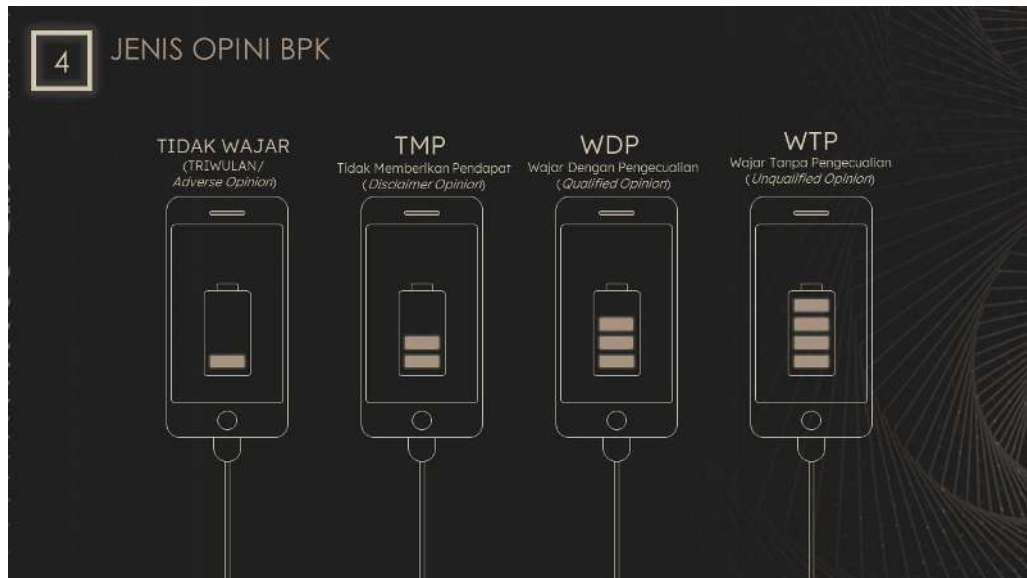 4
JENIS OPINI BPK
TIDAK WAJAR
(TRIWULAN/
Adverse Opinion)
TMP
Tidak Memberikan Pendapat
(Disclaimer Opinion)
WDP
Wajar Dengan Pengecualian
(Qualified Opinion)
WTP
Wajar Tanpa Pengecualian
(Unqualified Opinion)